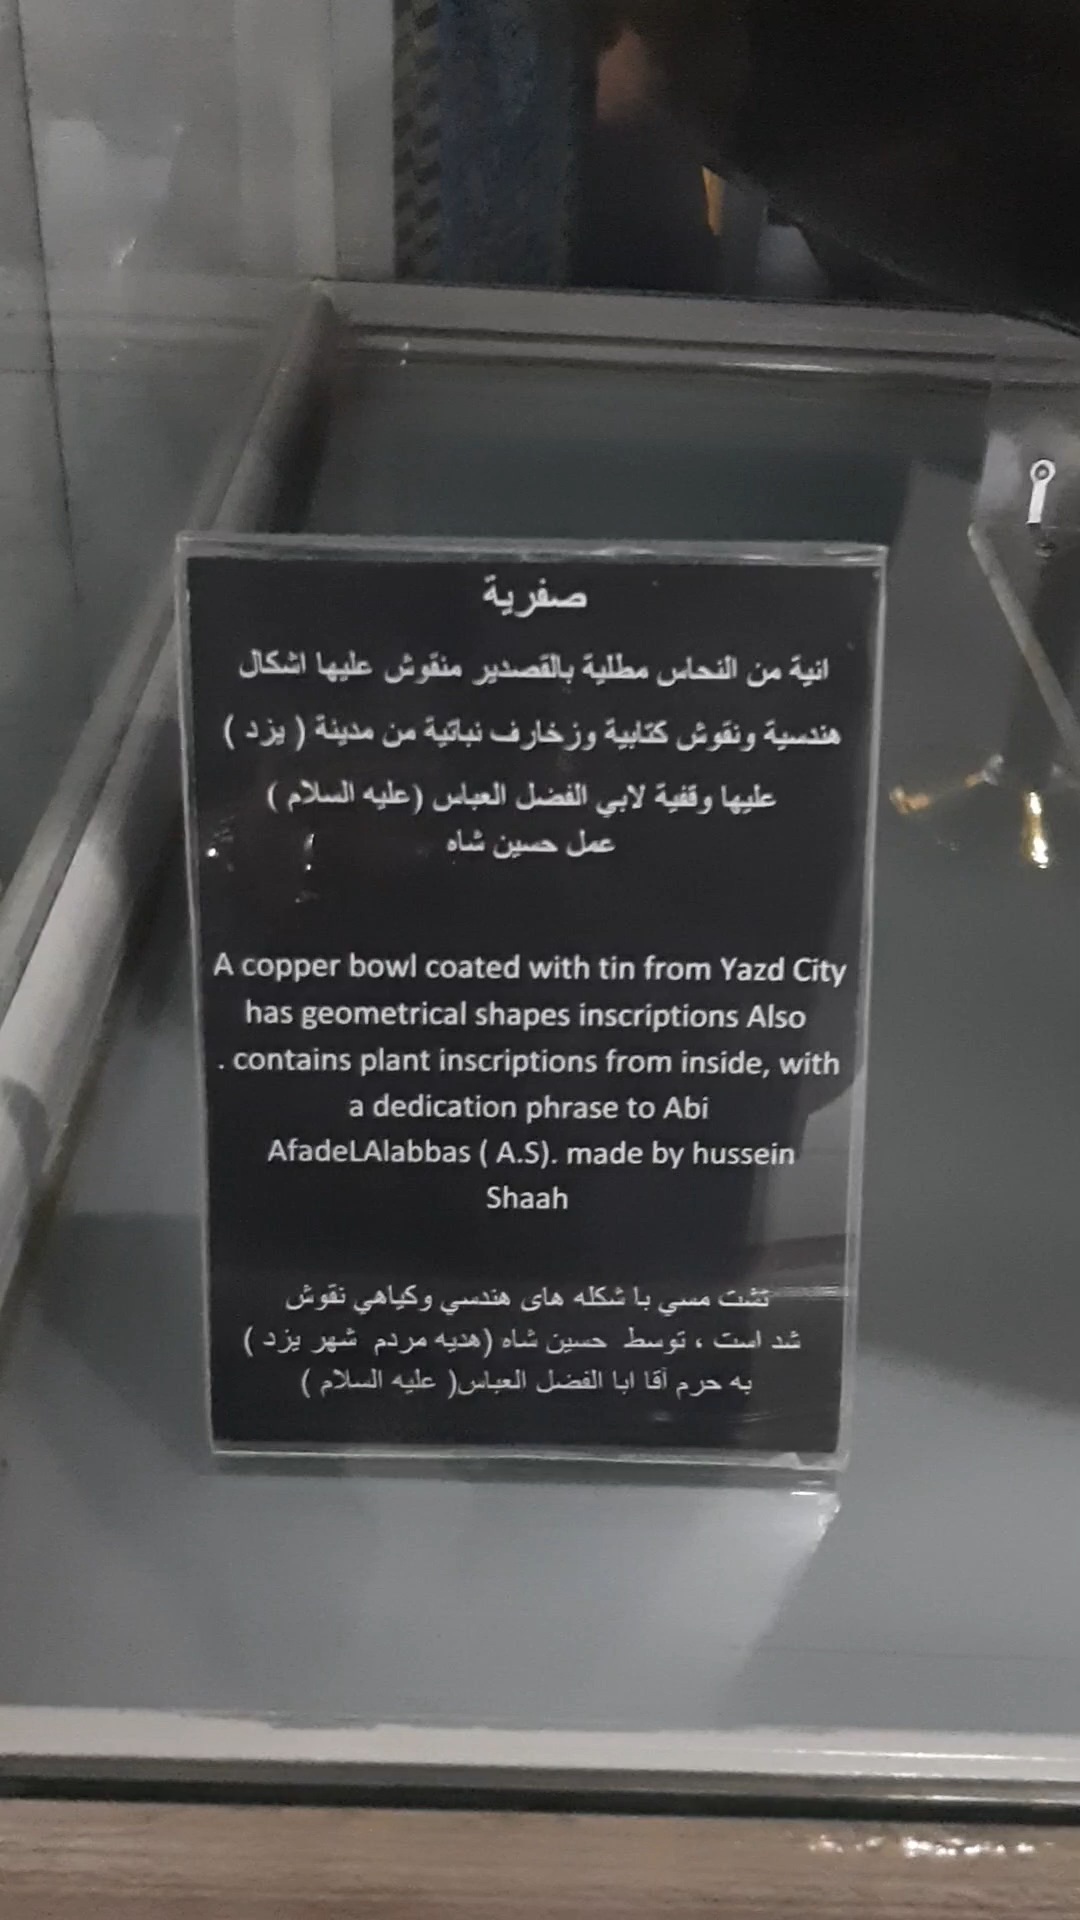 صفرية
انية من النحاس مطلية بالقصدير منقوش عليها اشكال
هندسية ونقوش كتابية وزخارف نباتية من مدينة ( يزد )
عليها وقفية لابي الفضل العباس (عليه السلام )
عمل حسين شاه
A copper bowl coated with tin from Yazd City
has geometrical shapes inscriptions Also
. contains plant inscriptions from inside, with
a dedication phrase to Abi
AfadeLAlabbas ( A.S). made by hussein
Shaah
تشت مسي با شكله های هندسي وكياهي نقوش
شد است ، توسط حسين شاه (هديه مردم شهر يزد )
به حرم آقا ابا الفضل العباس( عليه السلام )